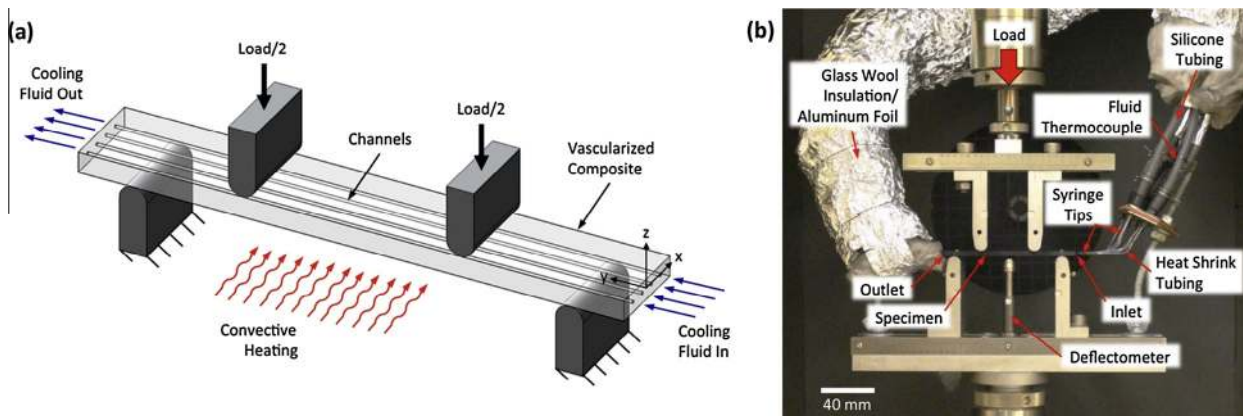 (a)
Load/2
Cooling
Fluid Out
Load/2
Channels
Vascularized
Composite
z
x
y
Convective
Heating
Cooling
Fluid In
(b)
Load
Silicone
Tubing
Glass Wool
Insulation/
Aluminum Foil
Fluid
Thermocouple
Syringe
Tips
Heat Shrink
Tubing
Outlet
Specimen
Inlet
Deflectometer
40 mm